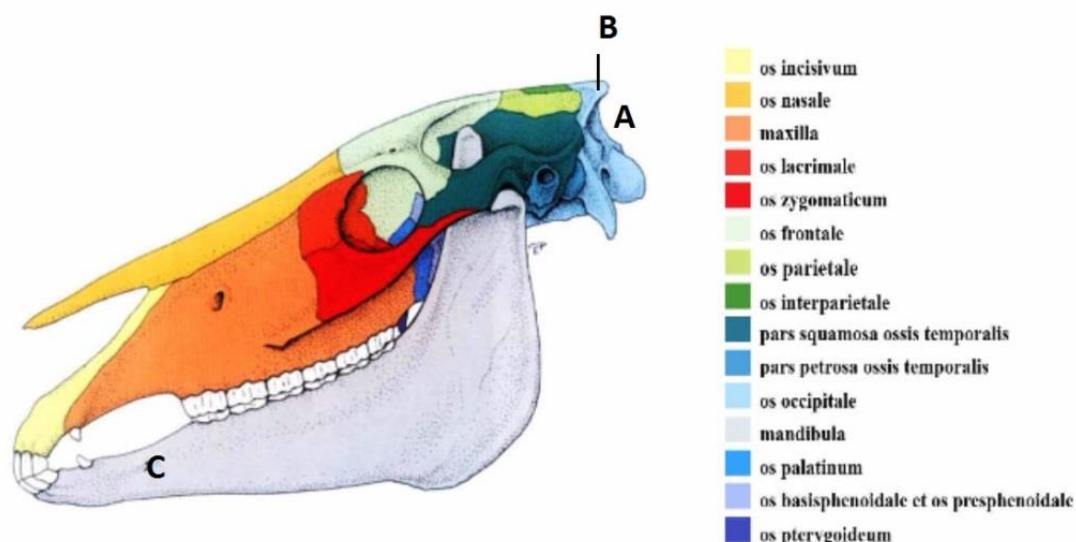 B
A
C
os incisivum
os nasale
maxilla
os lacrimale
os zygomaticum
os frontale
os parietale
os interparietale
pars squamosa ossis temporalis
pars petrosa ossis temporalis
os occipitale
mandibula
os palatinum
os basisphenoidale et os presphenoidale
os pterygoideum